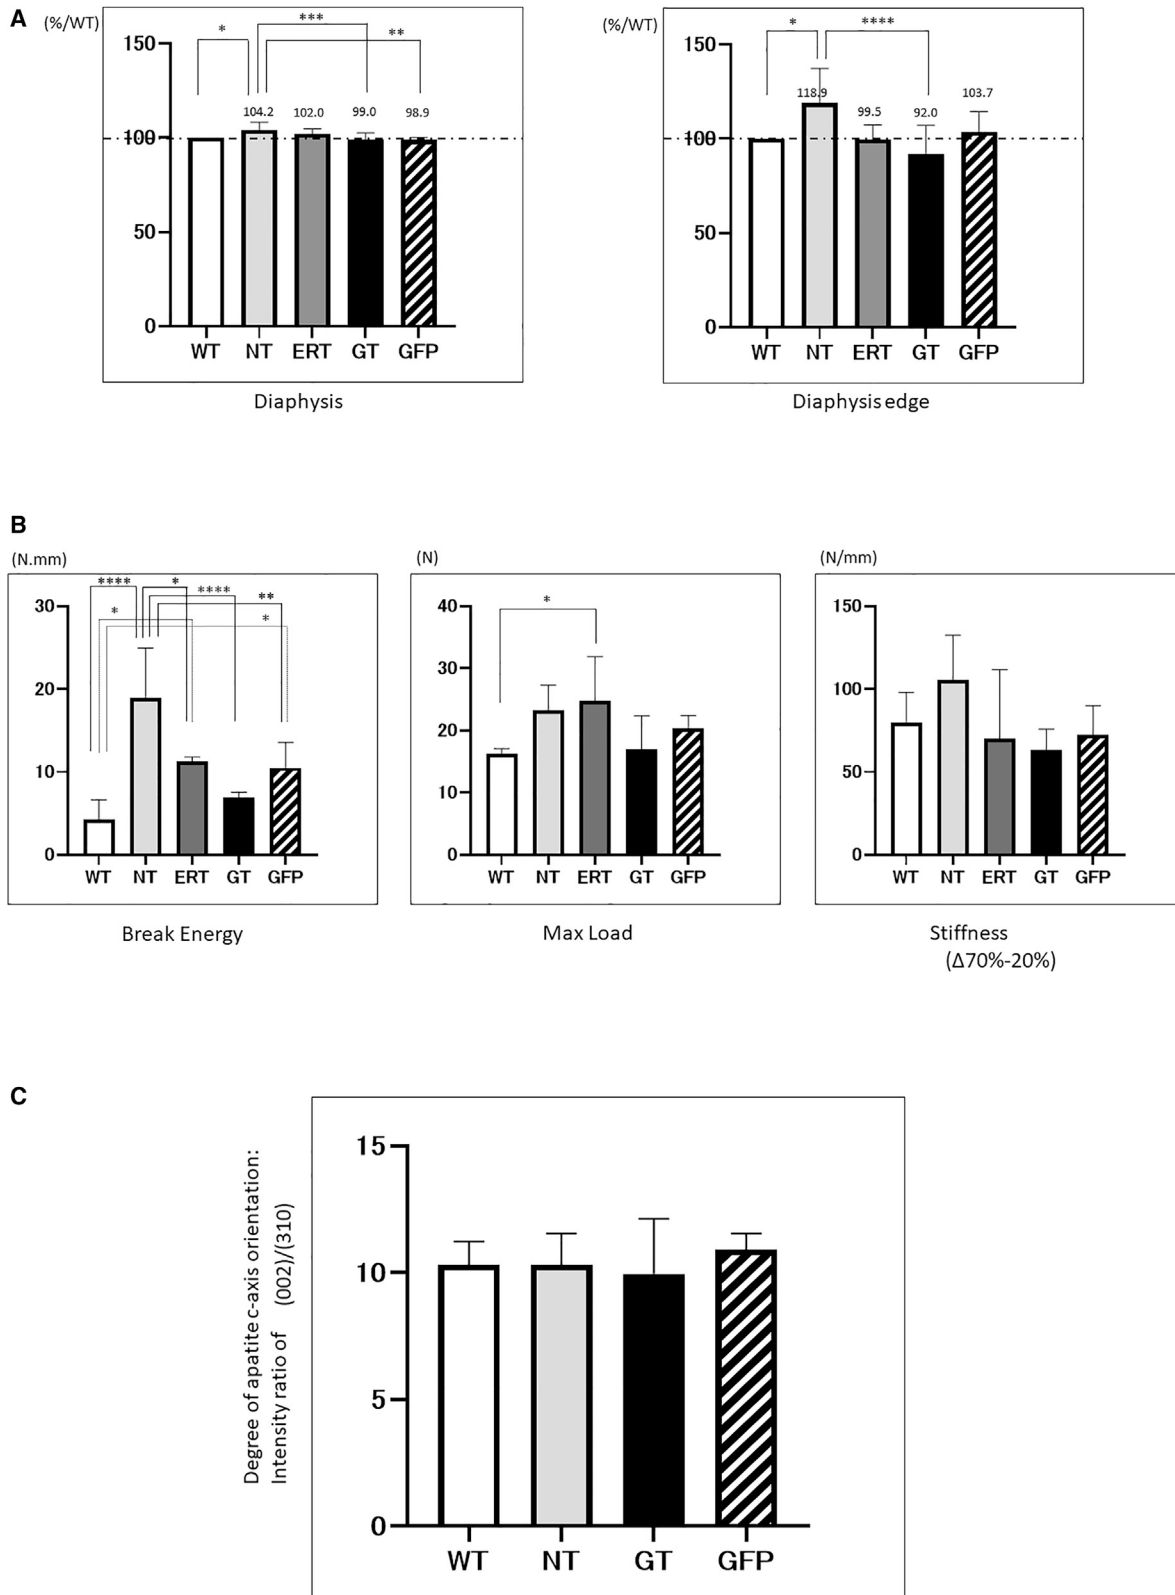 A
(%/WT)
* *** **
150
104.2 102.0 99.0 98.9
100
50
0
WT NT ERT GT GFP
Diaphysis
(%/WT)
* ****
150
118.9 99.5 92.0 103.7
100
50
0
WT NT ERT GT GFP
Diaphysis edge
B
(N.mm)
**** * **** **
* *
30
20
10
0
WT NT ERT GT GFP
Break Energy
(N)
*
40
30
20
10
0
WT NT ERT GT GFP
Max Load
(N/mm)
150
100
50
0
WT NT ERT GT GFP
Stiffness
(Δ70%-20%)
C
Degree of apatite c-axis orientation:
Intensity ratio of (002)/(310)
15
10
5
0
WT NT GT GFP